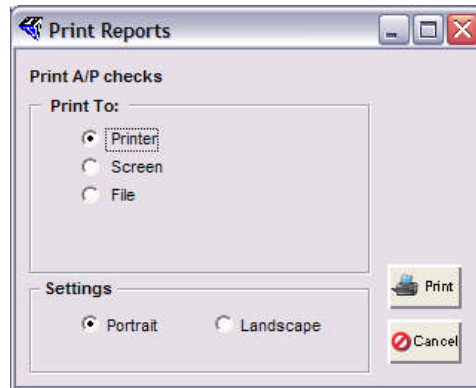 Print Reports
Print A/P checks
Print To:
Printer
Screen
File
Settings
Portrait Landscape
Print
Cancel